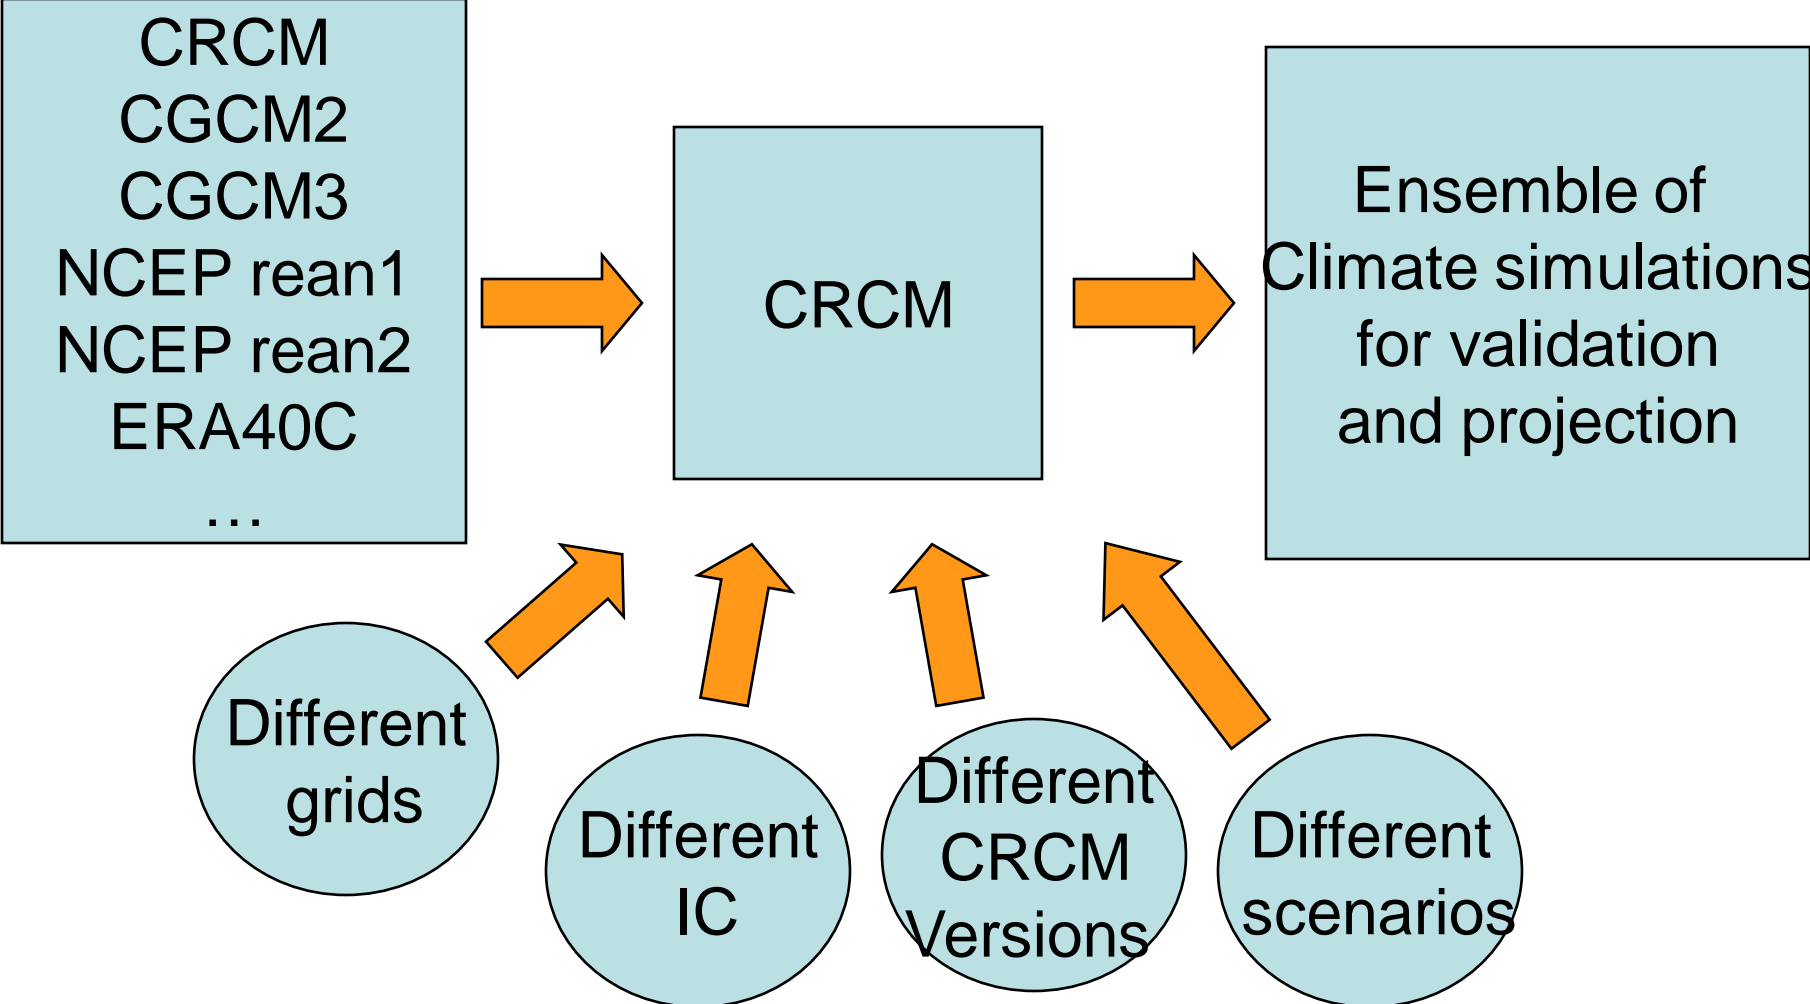 CRCM
CGCM2
CGCM3
NCEP rean1
NCEP rean2
ERA40C
…
CRCM
Ensemble of
Climate simulations
for validation
and projection
Different
grids
Different
IC
Different
CRCM
Versions
Different
scenarios